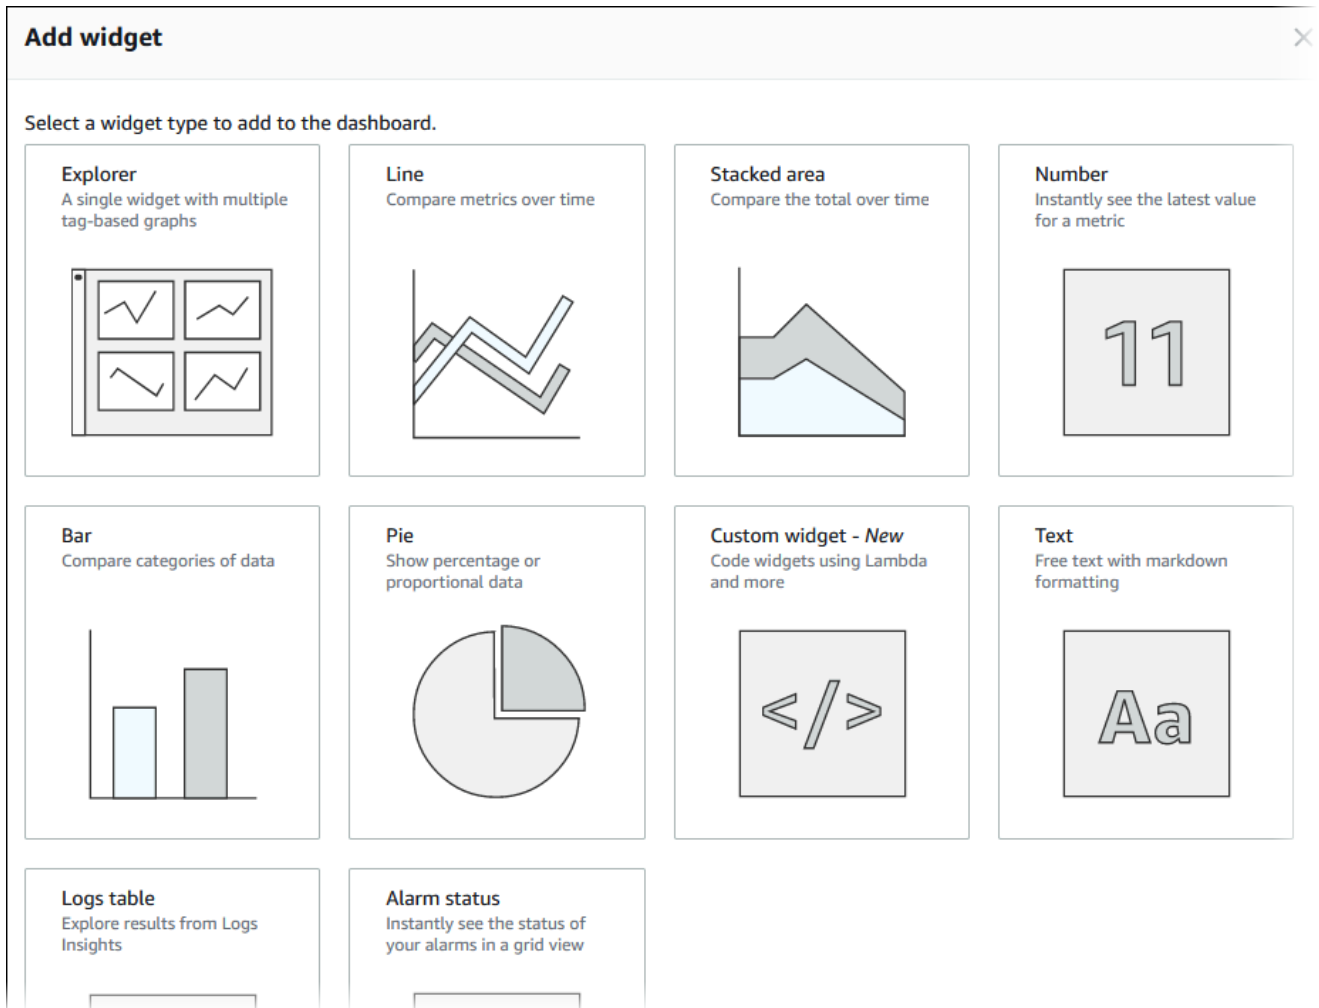 Add widget
Select a widget type to add to the dashboard.
Explorer
A single widget with multiple
tag-based graphs
Line
Compare metrics over time
Stacked area
Compare the total over time
Number
Instantly see the latest value
for a metric
11
Bar
Compare categories of data
Pie
Show percentage or
proportional data
Custom widget - New
Code widgets using Lambda
and more
</>
Text
Free text with markdown
formatting
Aa
Logs table
Explore results from Logs
Insights
Alarm status
Instantly see the status of
your alarms in a grid view